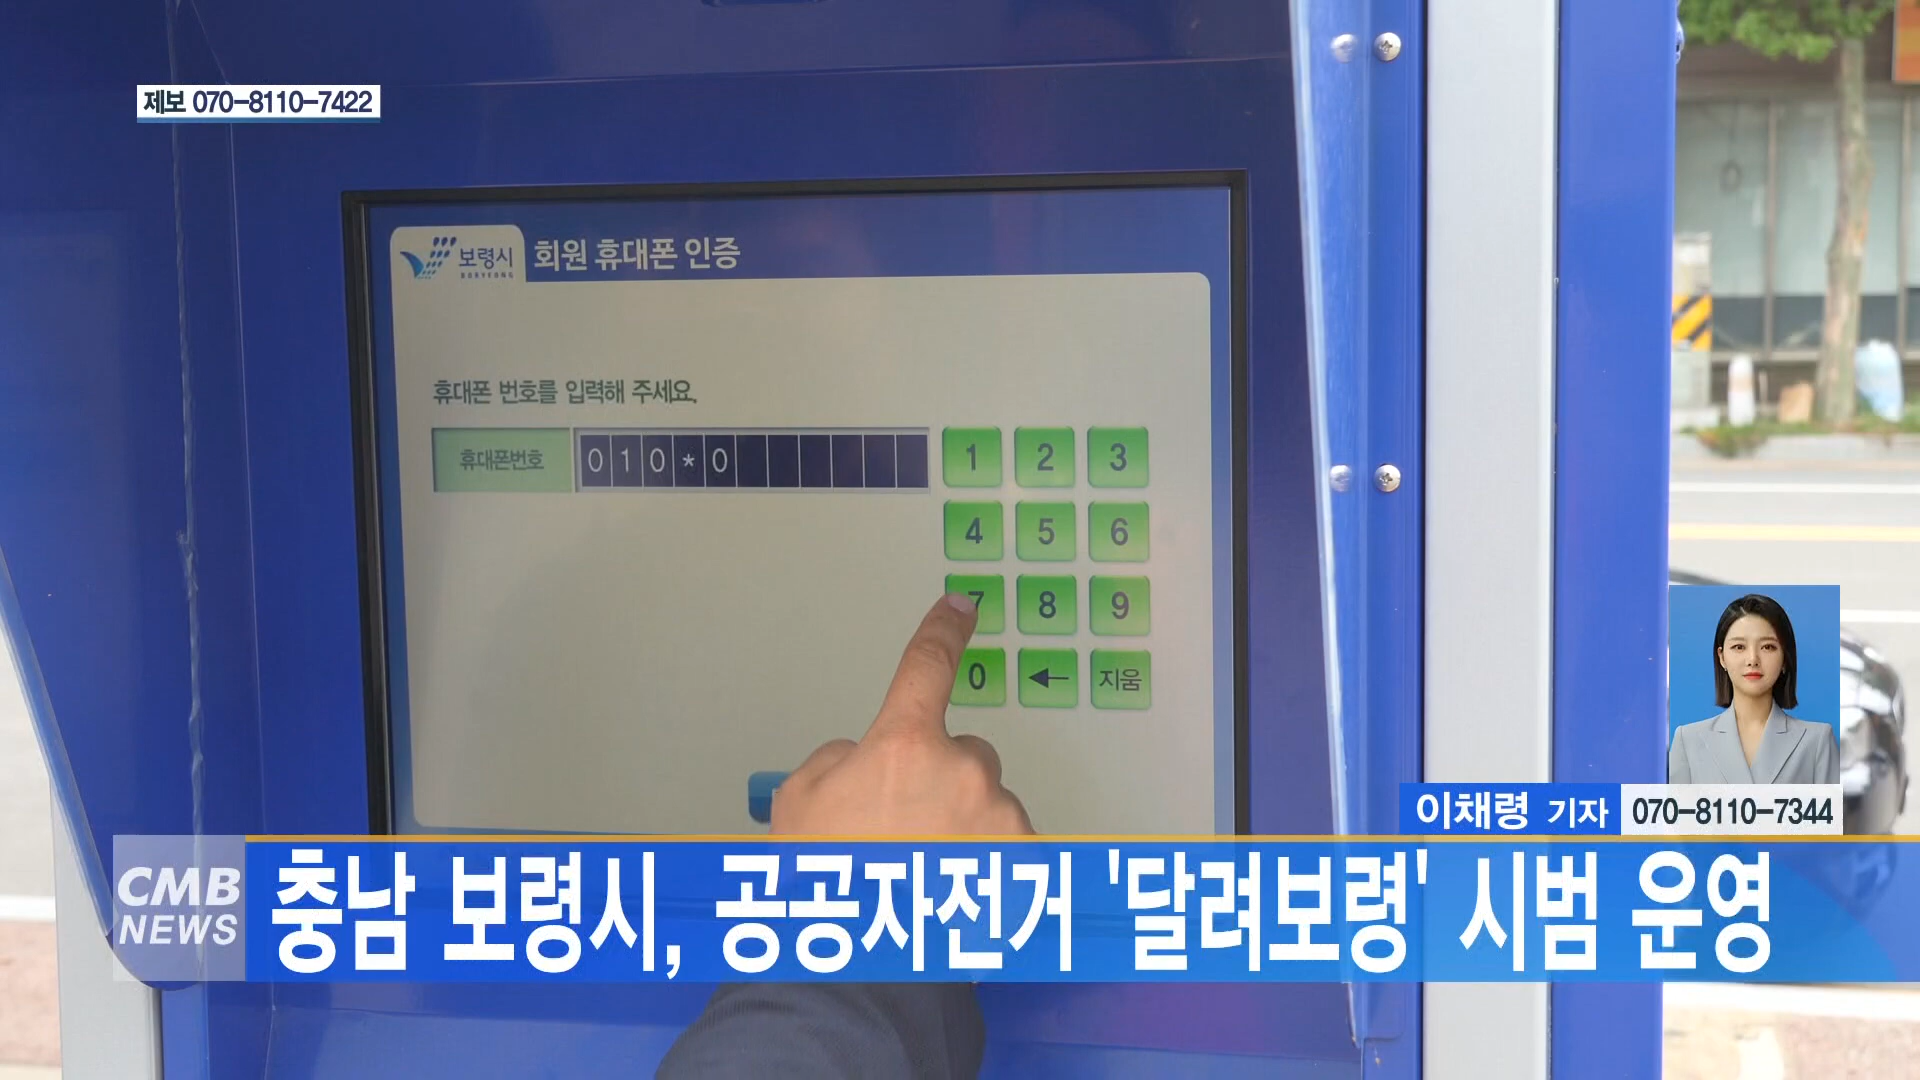 제보 070-8110-7422
보령시
BORYEONG
회원 휴대폰 인증
휴대폰 번호를 입력해 주세요.
휴대폰번호
010*0
1 2 3
4 5 6
7 8 9
0 ← 지움
이채령 기자 070-8110-7344
CMB
NEWS
충남 보령시, 공공자전거 '달려보령' 시범 운영